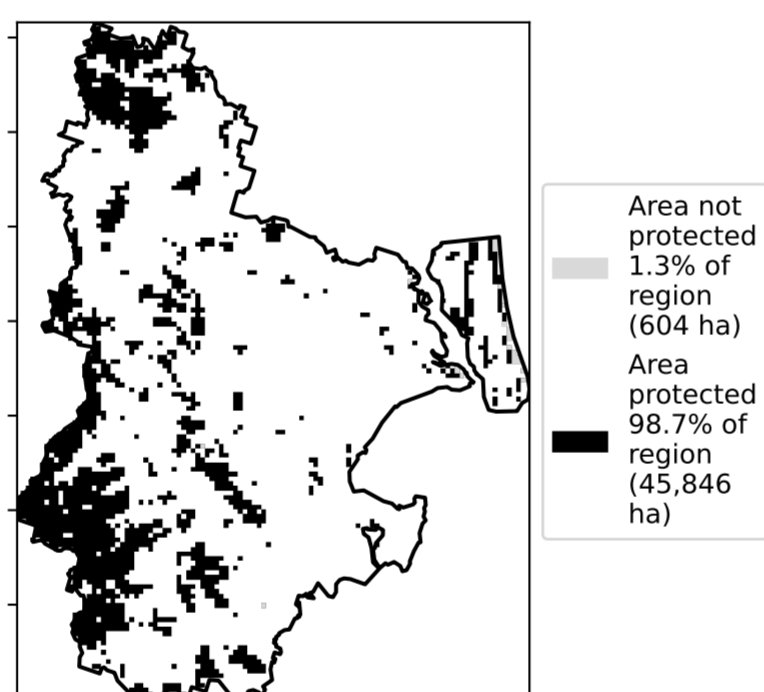 Area not
protected
1.3% of
region
(604 ha)
Area
protected
98.7% of
region
(45,846
ha)